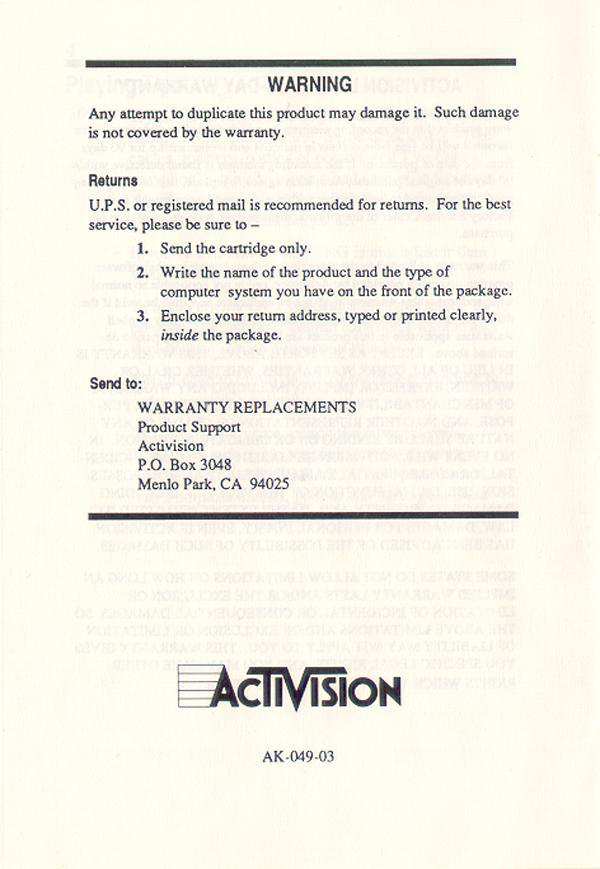 WARNING
Any attempt to duplicate this product may damage it. Such damage
is not covered by the warranty.
Returns
U.P.S. or registered mail is recommended for returns. For the best
service, please be sure to –
1. Send the cartridge only.
2. Write the name of the product and the type of
computer system you have on the front of the package.
3. Enclose your return address, typed or printed clearly,
inside the package.
Send to:
WARRANTY REPLACEMENTS
Product Support
Activision
P.O. Box 3048
Menlo Park, CA 94025
ACTIVISION
AK-049-03